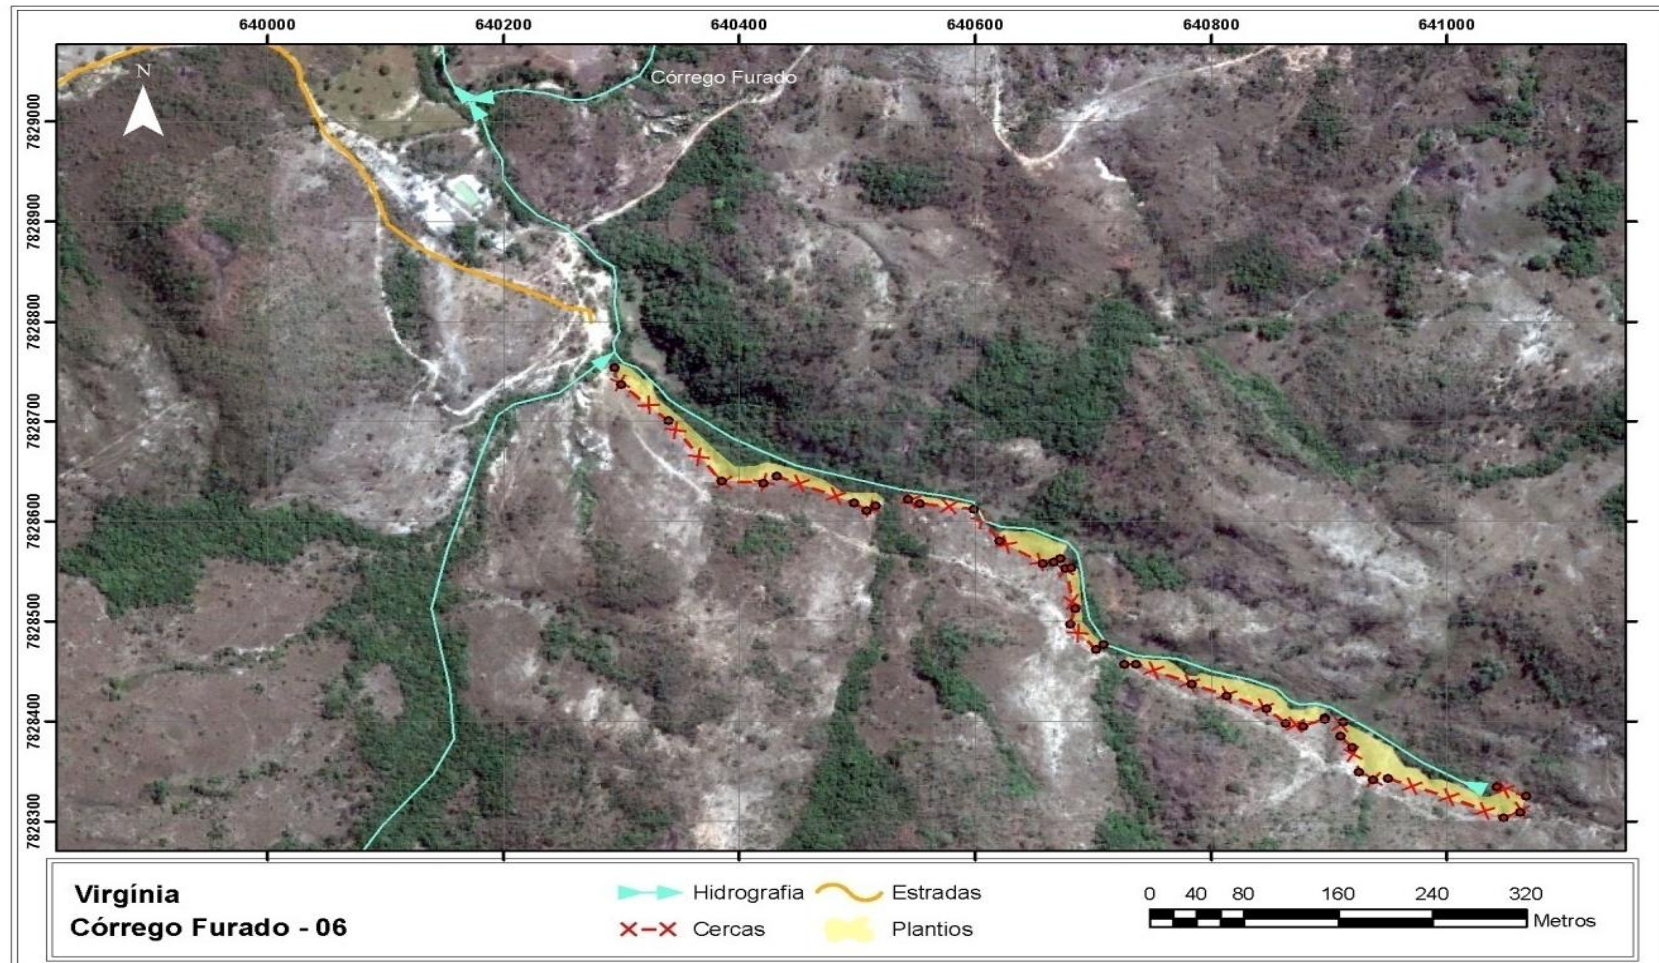 640000 640200 640400 640600 640800 641000
Córrego Furado
N
7829000
7828900
7828800
7828700
7828600
7828500
7828400
7828300
Virgínia
Córrego Furado - 06
Hidrografia
Estradas
Cercas
Plantios
0 40 80 160 240 320
Metros